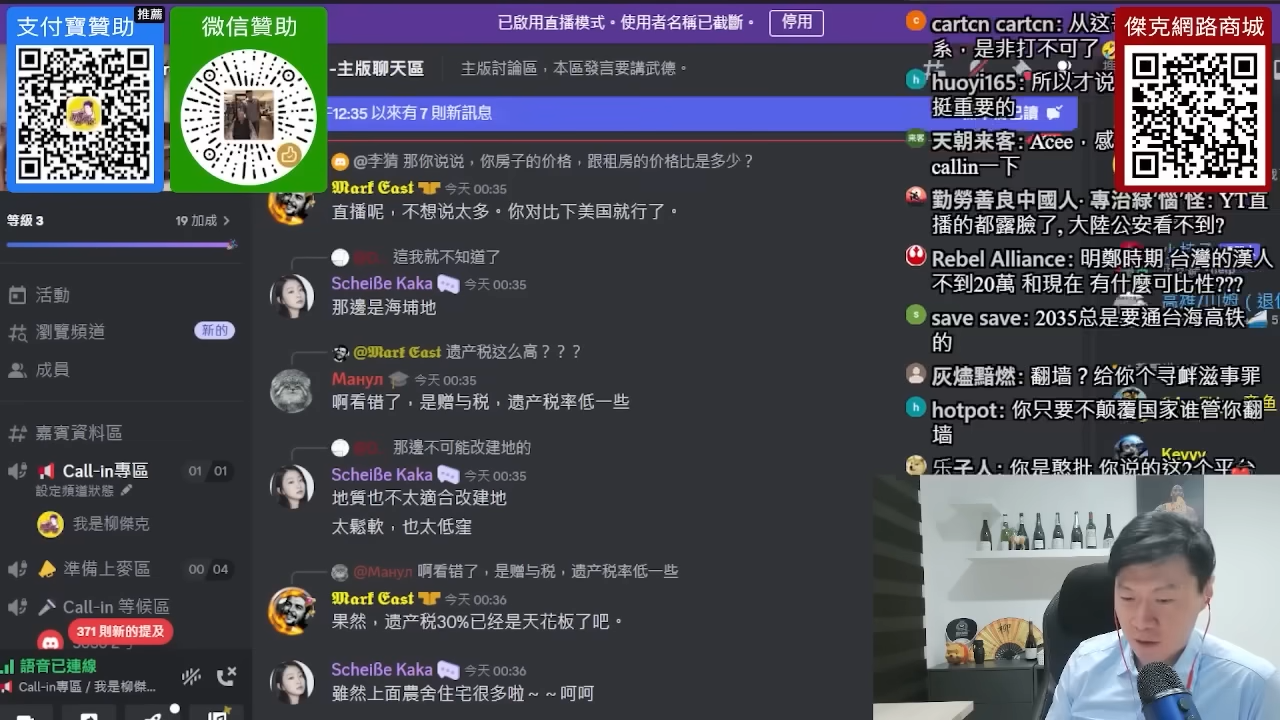 支付寶贊助
推薦
微信贊助
已啟用直播模式。使用者名稱已截斷。
停用
傑克網路商城
-主版聊天區
主版討論區，本區發言要講武德。
12:35 以來有 7 則新訊息
等級 3
19 加成
活動
瀏覽頻道
新的
成員
嘉賓資料區
Call-in專區
01 01
設定頻道狀態
我是柳傑克
準備上麥區
00 04
Call-in 等候區
371 則新的提及
語音已連線
Call-in專區 / 我是柳傑...
@李猗 那你说说，你房子的价格，跟租房的价格比是多少？
Mark East 今天 00:35
直播呢，不想说太多。你对比下美国就行了。
這我就不知道了
Scheiße Kaka 今天 00:35
那邊是海埔地
@Mark East 遗产税这么高？？？
Манул 今天 00:35
啊看错了，是赠与税，遗产税率低一些
那邊不可能改建地的
Scheiße Kaka 今天 00:35
地質也不太適合改建地
太鬆軟，也太低窪
@Манул 啊看错了，是赠与税，遗产税率低一些
Mark East 今天 00:36
果然，遗产税30%已经是天花板了吧。
Scheiße Kaka 今天 00:36
雖然上面農舍住宅很多啦～～呵呵
cartcn cartcn: 从这
系，是非打不可了
huoyi165: 所以才说
挺重要的
天朝来客: Acee，感
callin一下
勤勞善良中國人· 專治綠 惱 怪: YT直
播的都露臉了, 大陸公安看不到?
Rebel Alliance: 明鄭時期 台灣的漢人
不到20萬 和現在 有什麼可比性???
save save: 2035总是要通台海高铁
的
灰燼黯燃: 翻墙？给你个寻衅滋事罪
hotpot: 你只要不颠覆国家谁管你翻
墙
乐子人: 你是憨批 你说的这2个平台
Kevvv